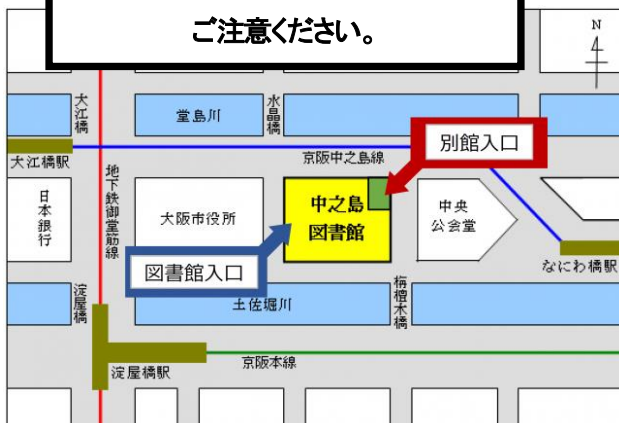 ご注意ください。
N
大江橋
堂島川
水晶橋
別館入口
大江橋駅
京阪中之島線
日本銀行
地下鉄御堂筋線
大阪市役所
中之島
図書館
中央
公会堂
図書館入口
なにわ橋駅
淀屋橋
土佐堀川
栴檀木橋
淀屋橋駅
京阪本線